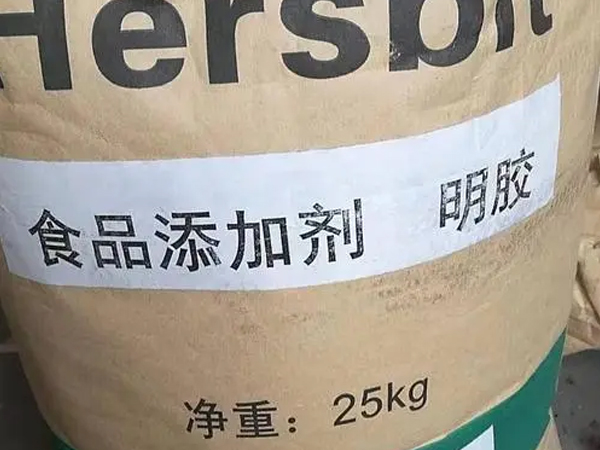 Hersbit
食品添加剂 明胶
净重：25kg